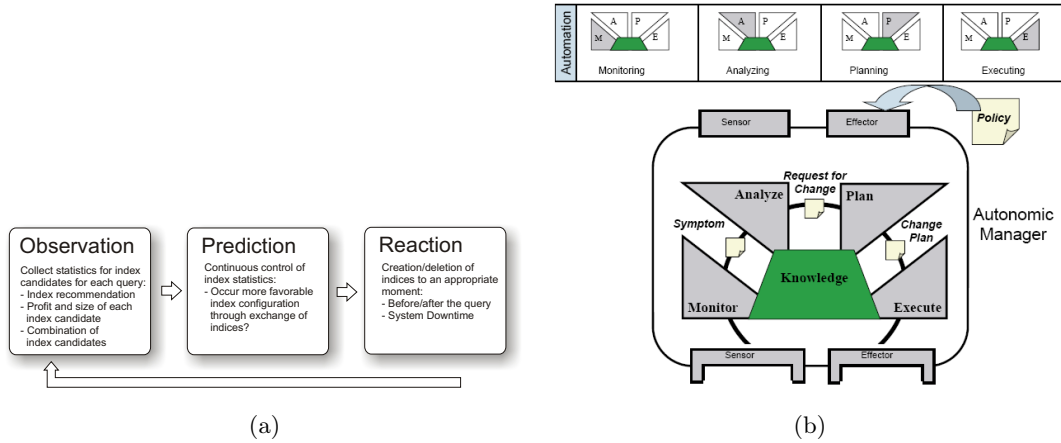 Observation
Collect statistics for index
candidates for each query:
- Index recommendation
- Profit and size of each
index candidate
- Combination of
index candidates
Prediction
Continuous control of
index statistics:
- Occur more favorable
index configuration
through exchange of
indices?
Reaction
Creation/deletion of
indices to an appropriate
moment:
- Before/after the query
- System Downtime
(a)
Automation
M A P E
Monitoring
M A P E
Analyzing
M A P E
Planning
M A P E
Executing
Policy
Sensor
Effector
Request for
Change
Analyze
Plan
Symptom
Change
Plan
Autonomic
Manager
Knowledge
Monitor
Execute
Sensor
Effector
(b)